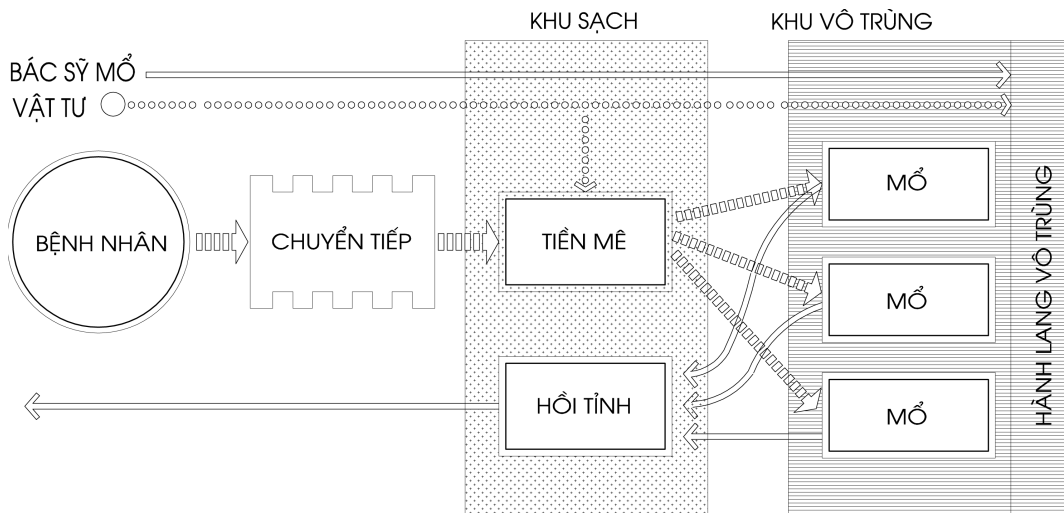 KHU SẠCH
KHU VÔ TRÙNG
BÁC SỸ MỔ
VẬT TƯ
BỆNH NHÂN
CHUYỂN TIẾP
TIỀN MÊ
MỔ
MỔ
HỒI TỈNH
MỔ
HÀNH LANG VÔ TRÙNG